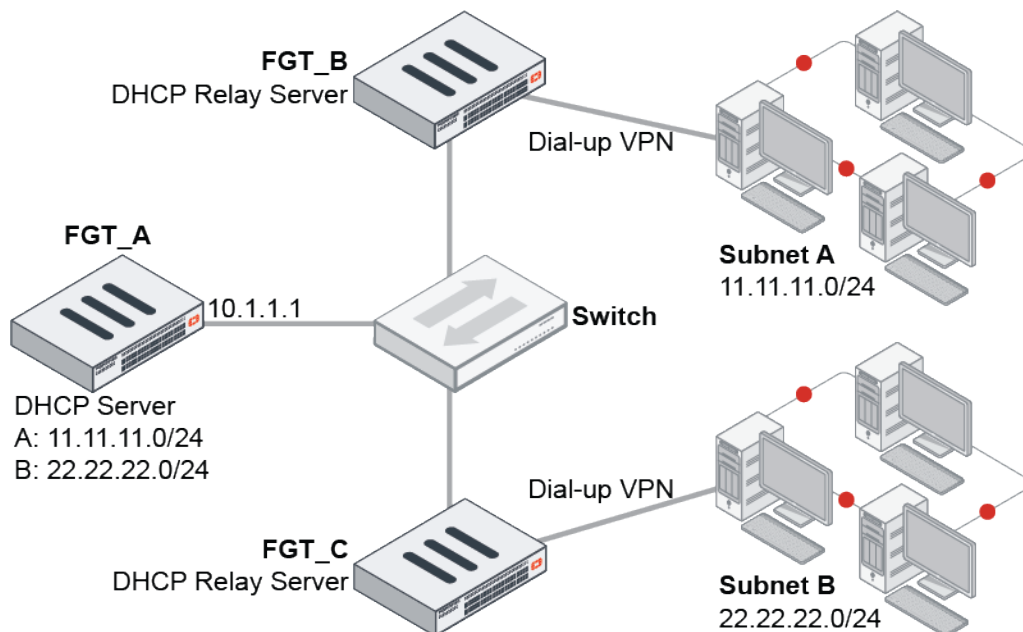 FGT_B
DHCP Relay Server
Dial-up VPN
Subnet A
11.11.11.0/24
FGT_A
10.1.1.1
Switch
DHCP Server
A: 11.11.11.0/24
B: 22.22.22.0/24
Dial-up VPN
FGT_C
DHCP Relay Server
Subnet B
22.22.22.0/24